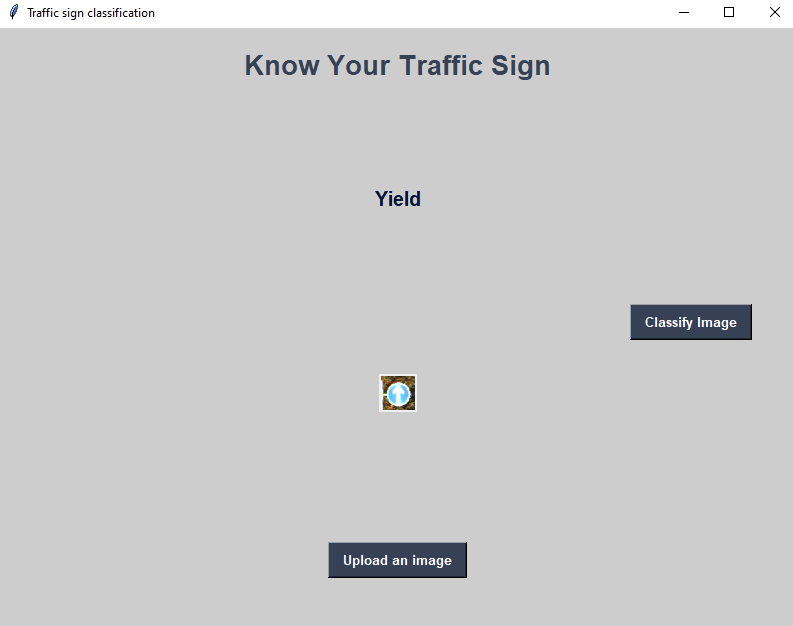 Traffic sign classification
Know Your Traffic Sign
Yield
Classify Image
Upload an image